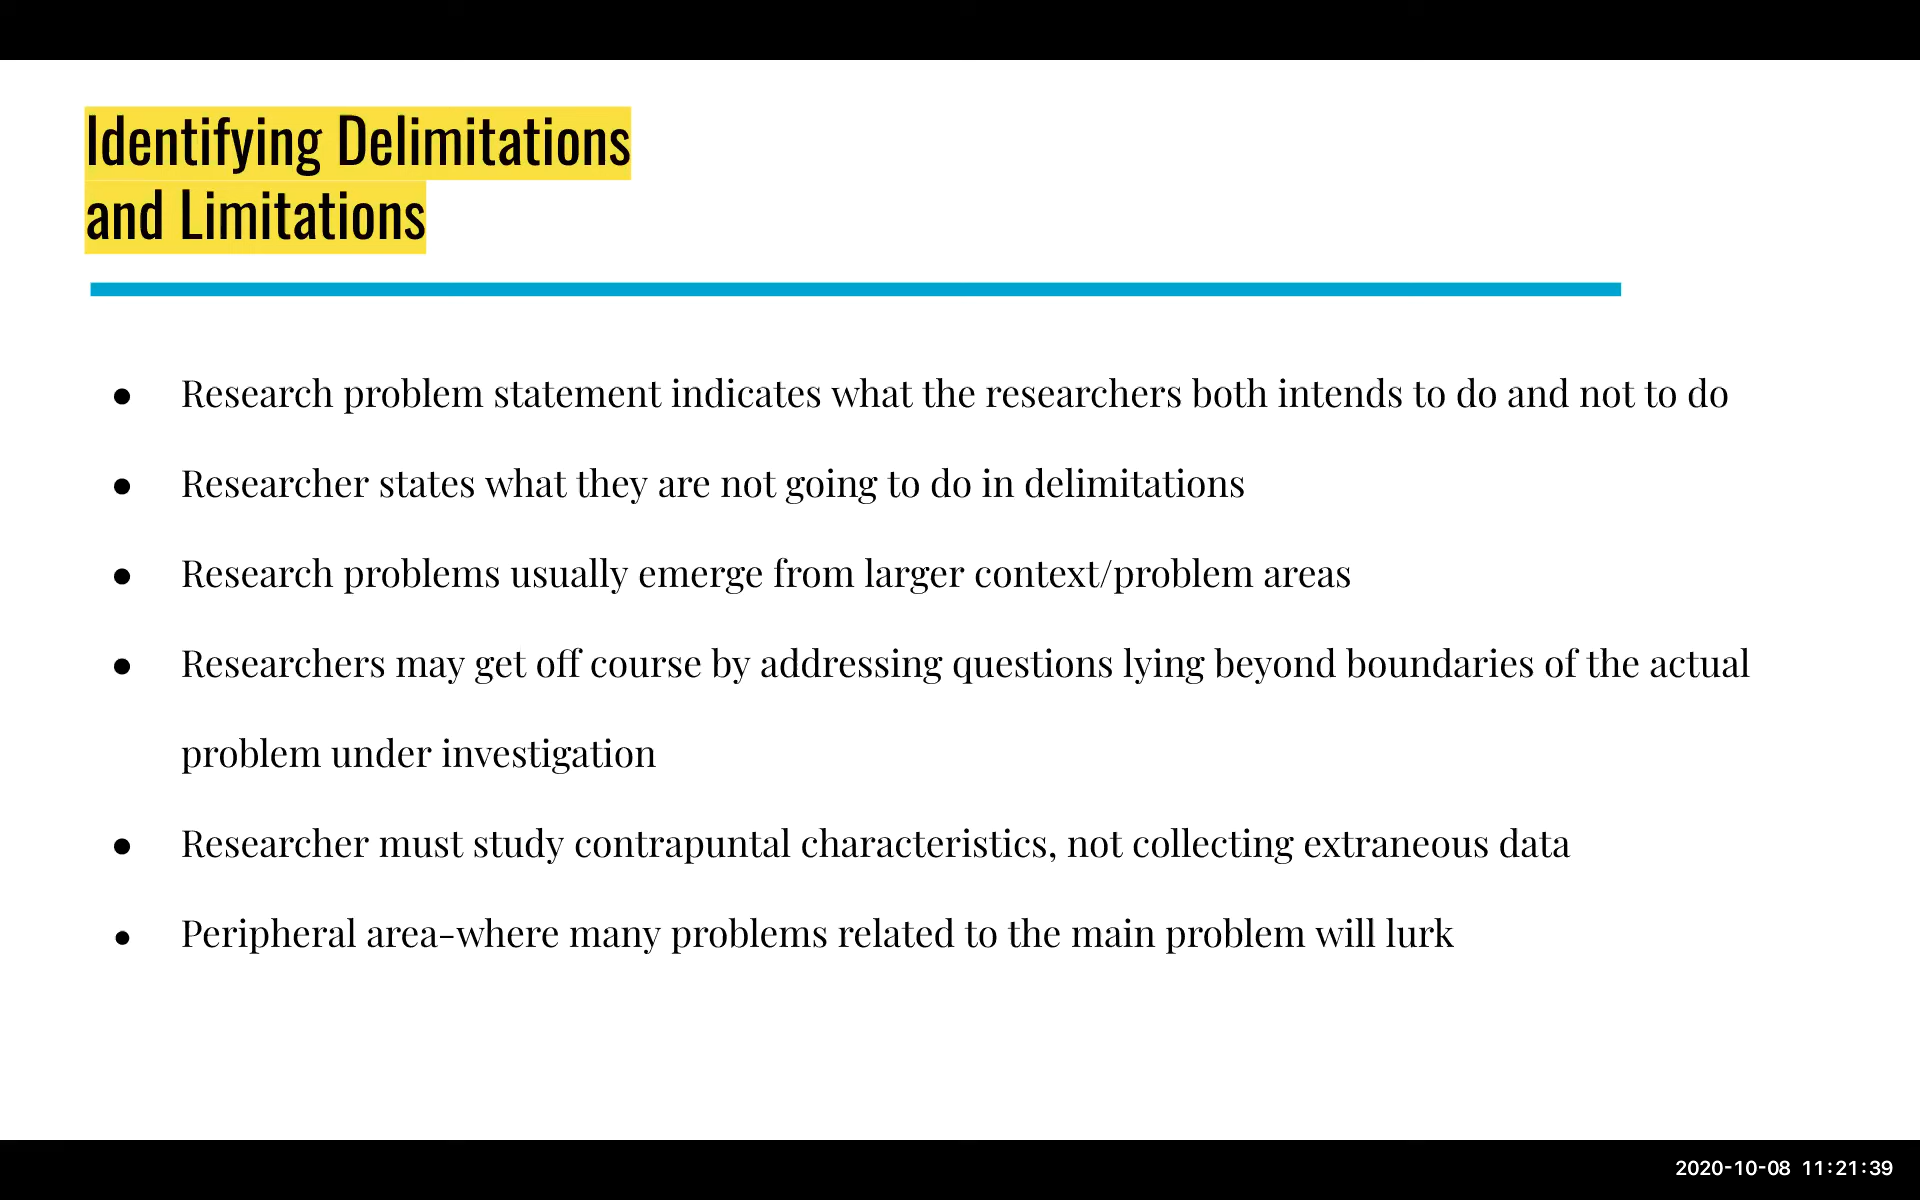 Identifying Delimitations
and Limitations
● Research problem statement indicates what the researchers both intends to do and not to do
● Researcher states what they are not going to do in delimitations
● Research problems usually emerge from larger context/problem areas
● Researchers may get off course by addressing questions lying beyond boundaries of the actual
problem under investigation
● Researcher must study contrapuntal characteristics, not collecting extraneous data
● Peripheral area-where many problems related to the main problem will lurk
2020-10-08 11:21:39